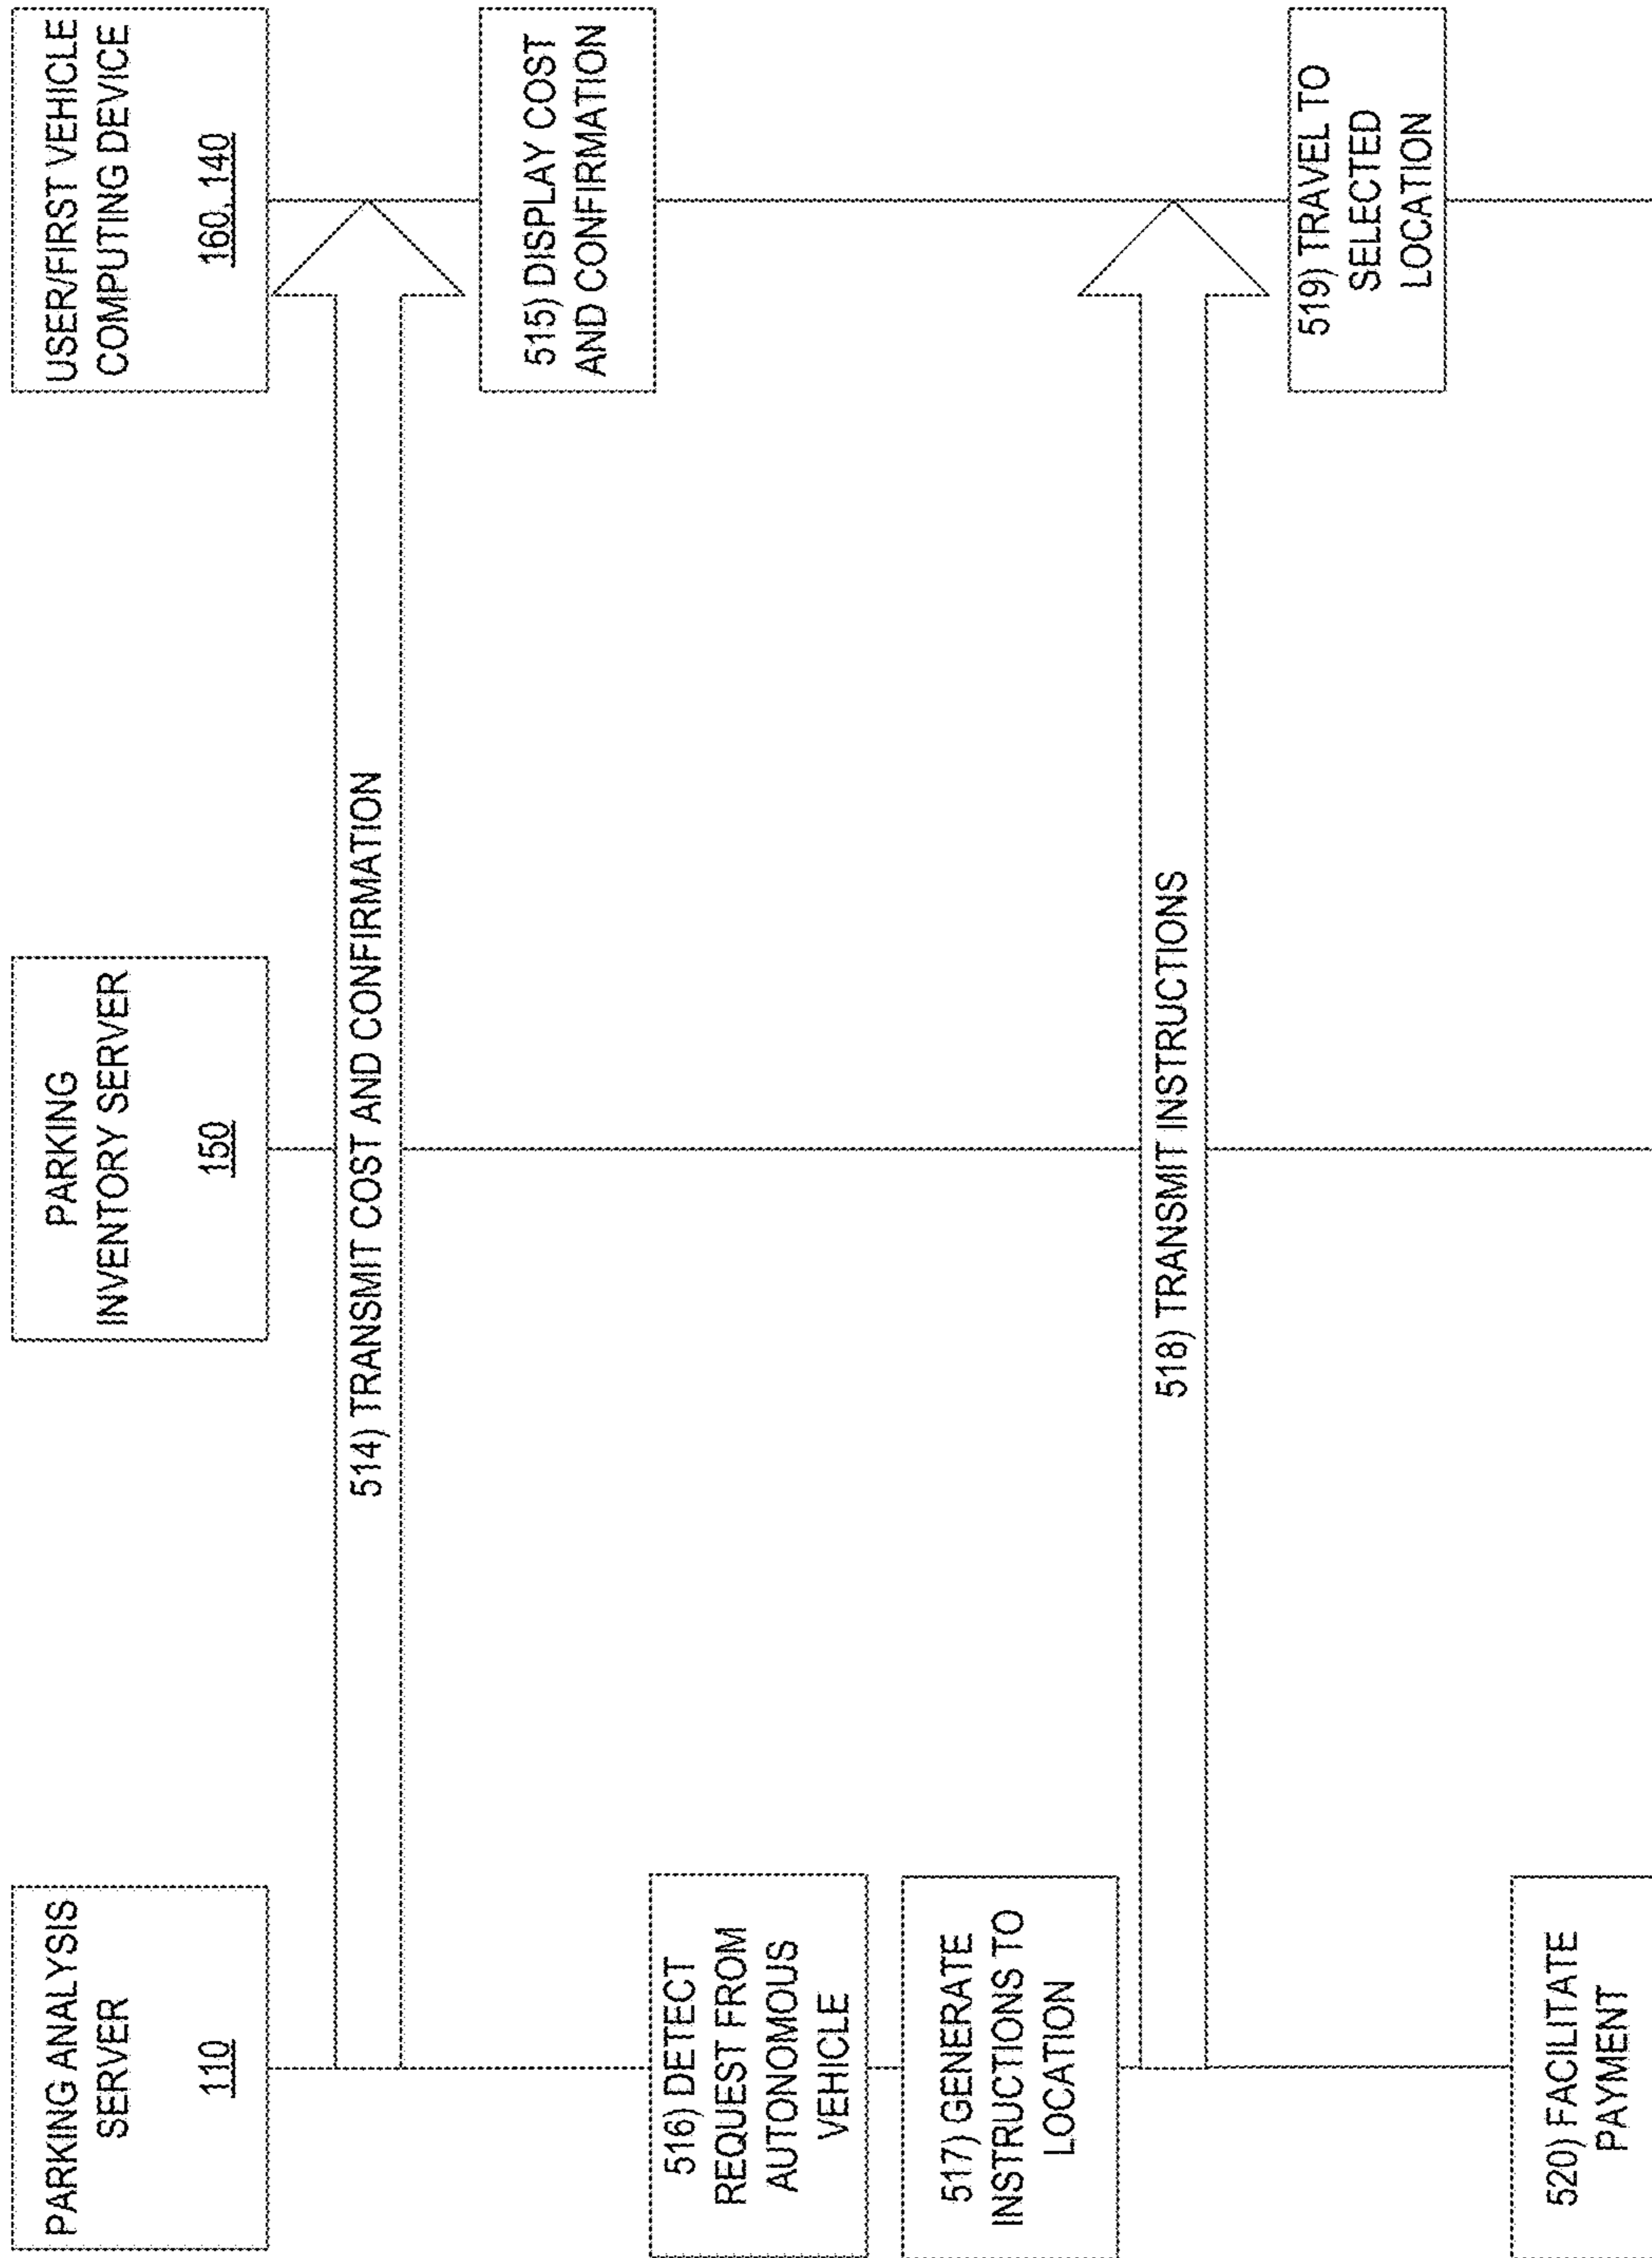 PARKING ANALYSIS
SERVER
110
PARKING
INVENTORY SERVER
150
USER/FIRST VEHICLE
COMPUTING DEVICE
160, 140
514) TRANSMIT COST AND CONFIRMATION
515) DISPLAY COST
AND CONFIRMATION
516) DETECT
REQUEST FROM
AUTONOMOUS
VEHICLE
517) GENERATE
INSTRUCTIONS TO
LOCATION
518) TRANSMIT INSTRUCTIONS
519) TRAVEL TO
SELECTED
LOCATION
520) FACILITATE
PAYMENT